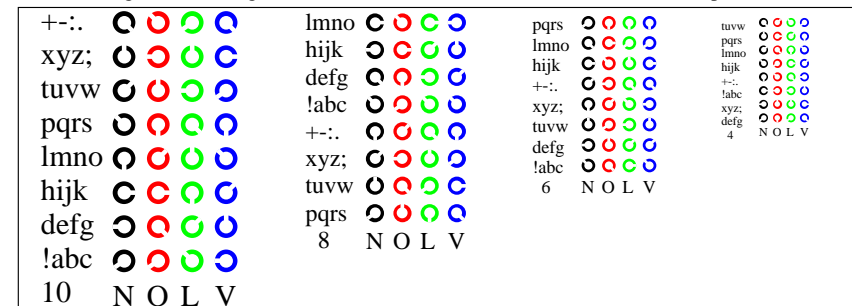 +-:.
xyz;
tuvw
pqrs
lmno
hijk
defg
!abc
10 N O L V
lmno
hijk
defg
!abc
+-:.
xyz;
tuvw
pqrs
8 N O L V
pqrs
lmno
hijk
+-:.
xyz;
tuvw
defg
!abc
6 N O L V
tuvw
pqrs
lmno
hijk
+-:.
!abc
xyz;
defg
4 N O L V